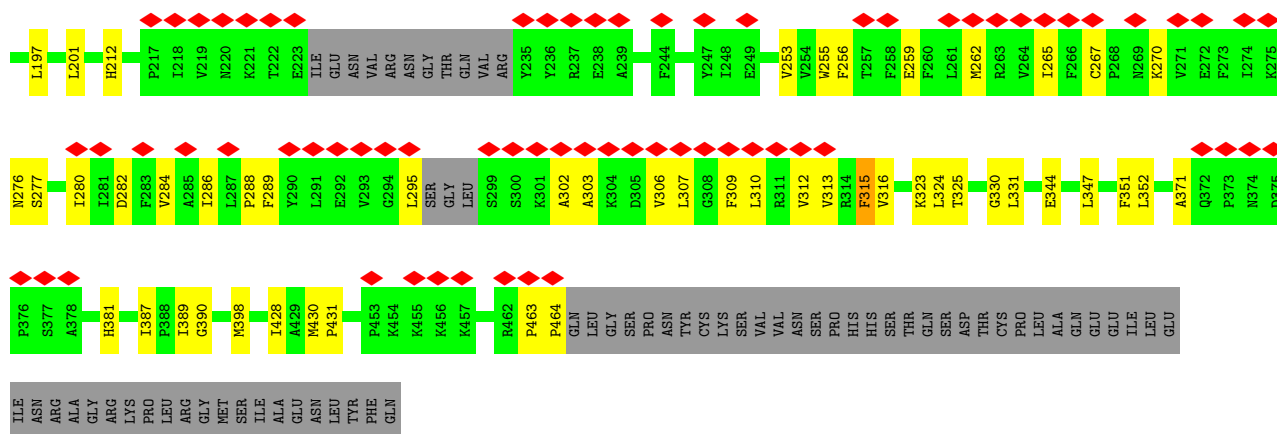 L197 L201 H212 P217 I218 V219 N220 K221 T222 E223 ILE GLU ASN VAL ARG ASN GLY THR GLN VAL ARG Y235 Y236 R237 E238 A239 F244 Y247 I248 E249 V253 V254 W255 F256 T257 F258 E259 F260 L261 M262 R263 V264 I265 F266 C267 P268 N269 K270 V271 E272 F273 I274 K275
N276 S277 I280 I281 D282 F283 V284 A285 I286 L287 P288 F289 Y290 L291 E292 V293 G294 L295 SER GLY LEU S299 S300 K301 A302 A303 K304 D305 V306 L307 G308 F309 L310 R311 V312 V313 R314 F315 V316 K323 L324 T325 G330 L331 E344 L347 F351 L352 A371 Q372 P373 N374 D375
P376 S377 A378 H381 I387 P388 I389 G390 M398 I428 A429 M430 P431 P453 K454 K455 K456 K457 R462 P463 P464 GLN LEU GLY SER PRO ASN TYR CYS LYS SER VAL VAL ASN SER PRO HIS HIS SER THR GLN SER ASP THR CYS PRO LEU ALA GLN GLU GLU ILE LEU GLU
ILE ASN ARG ALA GLY ARG LYS PRO LEU ARG GLY MET SER ILE ALA GLU ASN LEU TYR PHE GLN